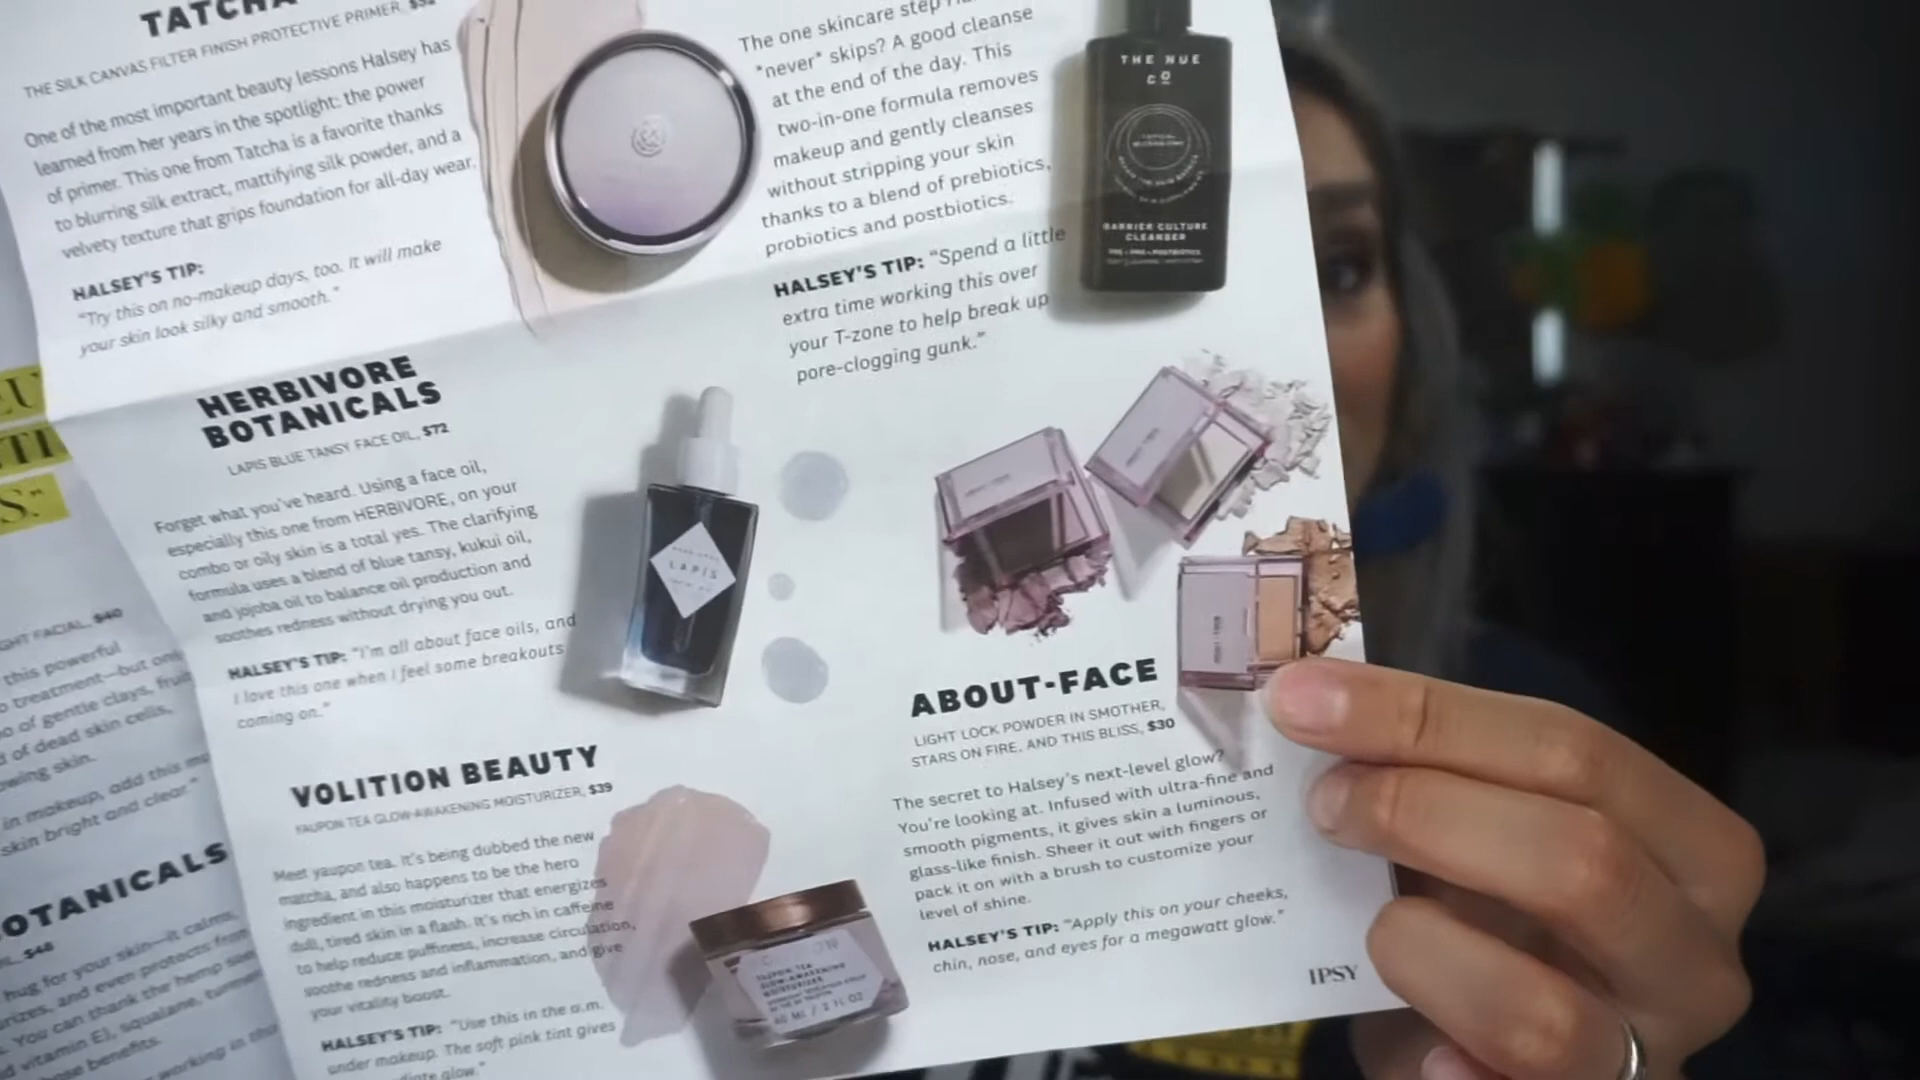 TATCHA
THE SILK CANVAS FILTER FINISH PROTECTIVE PRIMER,
One of the most important beauty lessons Halsey has
learned from her years in the spotlight: the power
of primer. This one from Tatcha is a favorite thanks
to blurring silk extract, mattifying silk powder, and a
velvety texture that grips foundation for all-day wear.
HALSEY'S TIP:
"Try this on no-makeup days, too. It will make
your skin look silky and smooth."
The one skincare step
*never* skips? A good cleanse
at the end of the day. This
two-in-one formula removes
makeup and gently cleanses
without stripping your skin
thanks to a blend of prebiotics,
probiotics and postbiotics.
HALSEY'S TIP: "Spend a little
extra time working this over
your T-zone to help break up
pore-clogging gunk."
THE NUE
CO
BARRIER CULTURE
CLEANSER
HERBIVORE
BOTANICALS
LAPIS BLUE TANSY FACE OIL, $72
Forget what you've heard. Using a face oil,
especially this one from HERBIVORE, on your
combo or oily skin is a total yes. The clarifying
formula uses a blend of blue tansy, kukui oil,
and jojoba oil to balance oil production and
soothes redness without drying you out.
HALSEY'S TIP: "I'm all about face oils, and
I love this one when I feel some breakouts
coming on."
LAPIS
VOLITION BEAUTY
YAUPON TEA GLOW-AWAKENING MOISTURIZER, $39
Meet yaupon tea. It's being dubbed the new
matcha, and also happens to be the hero
ingredient in this moisturizer that energizes
dull, tired skin in a flash. It's rich in caffeine
to help reduce puffiness, increase circulation,
soothe redness and inflammation, and give
your vitality boost.
HALSEY'S TIP: "Use this in the a.m.
under makeup. The soft pink tint gives
glow."
YAUPON TEA
GLOW-AWAKENING
MOISTURIZER
60 ML / 2 FL OZ
ABOUT-FACE
LIGHT LOCK POWDER IN SMOTHER,
STARS ON FIRE, AND THIS BLISS, $30
The secret to Halsey's next-level glow?
You're looking at. Infused with ultra-fine and
smooth pigments, it gives skin a luminous,
glass-like finish. Sheer it out with fingers or
pack it on with a brush to customize your
level of shine.
HALSEY'S TIP: "Apply this on your cheeks,
chin, nose, and eyes for a megawatt glow."
IPSY
FACIAL, $40
this powerful
treatment—but
of gentle clays,
of dead skin cells,
skin.
in makeup, add this
skin bright and clear."
$48
hug for your skin—it calms,
and even protects from
You can thank the hemp
vitamin E), squalane,
benefits.
working in